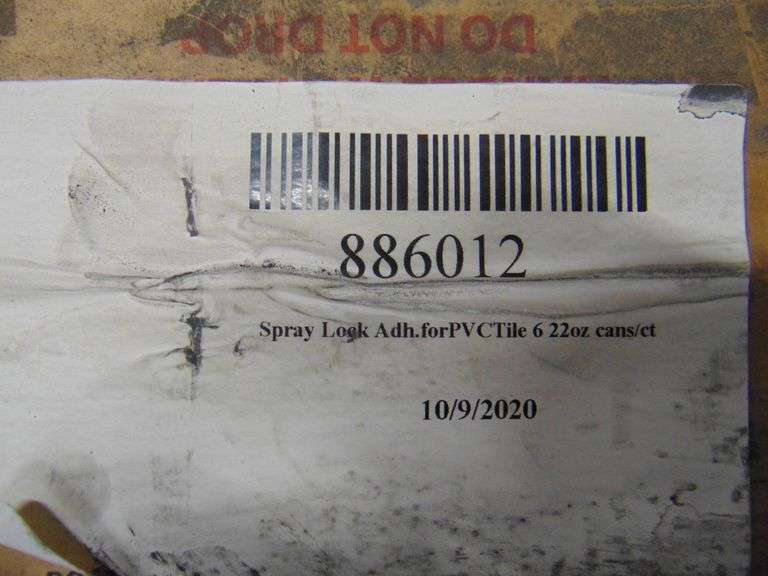 DO NOT DROP
886012
Spray Lock Adh.forPVCTile 6 22oz cans/ct
10/9/2020